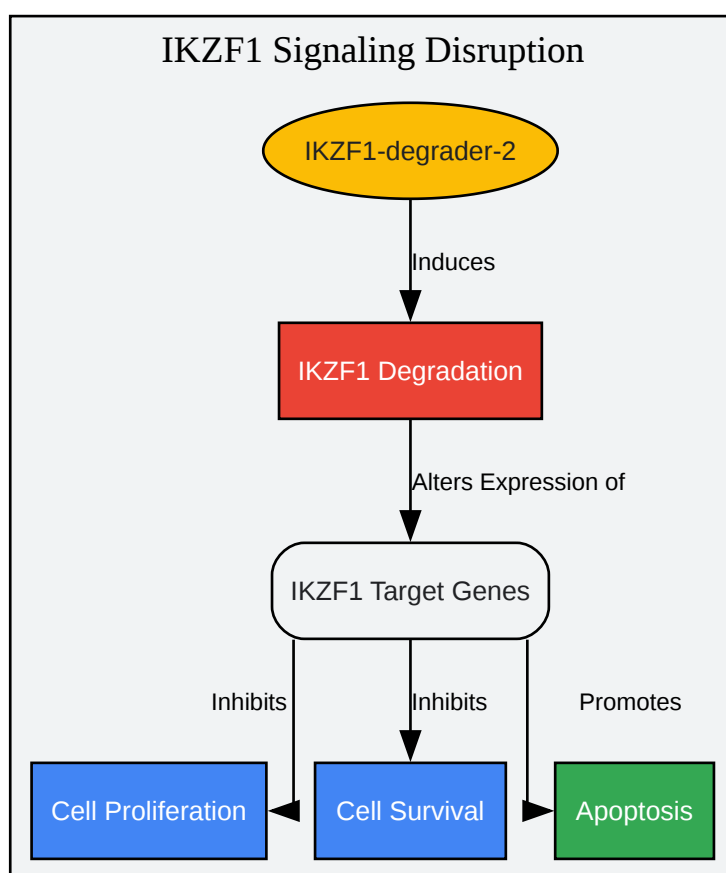 IKZF1 Signaling Disruption
IKZF1-degrader-2
Induces
IKZF1 Degradation
Alters Expression of
IKZF1 Target Genes
Inhibits
Inhibits
Promotes
Cell Proliferation
Cell Survival
Apoptosis